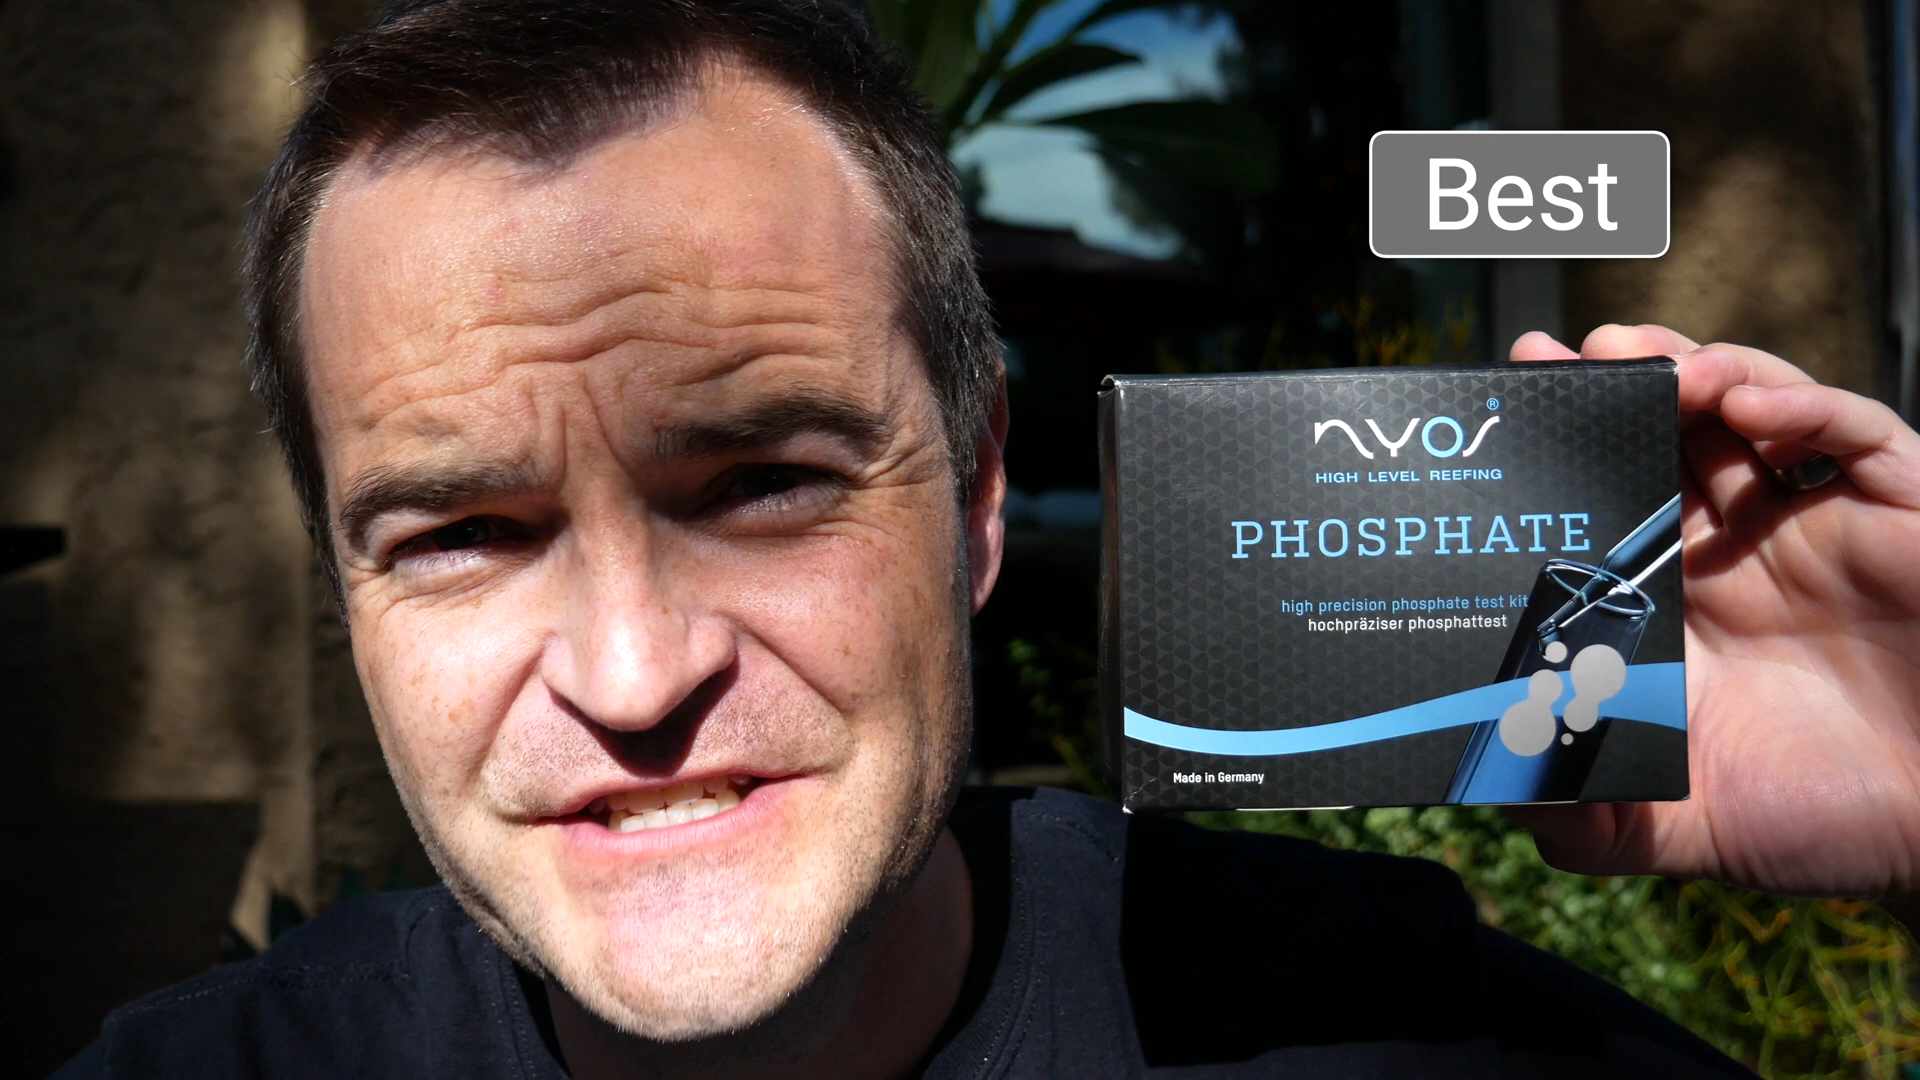 Best
NYOS®
HIGH LEVEL REEFING
PHOSPHATE
high precision phosphate test kit
hochpräziser phosphattest
Made in Germany